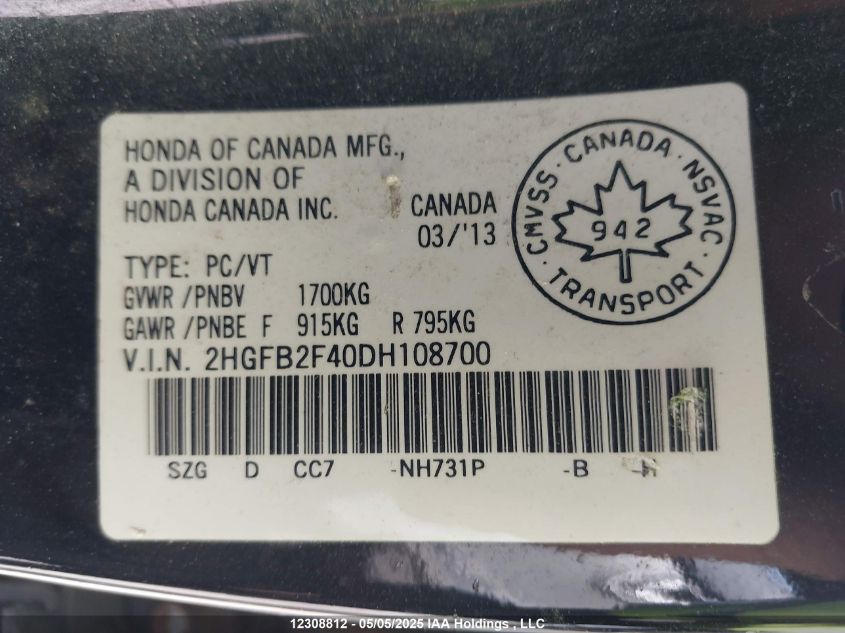 HONDA OF CANADA MFG.,
A DIVISION OF
HONDA CANADA INC.
CANADA
03/'13
CMVSS · CANADA · NSVAC
942
· TRANSPORT ·
TYPE: PC/VT
GVWR /PNBV 1700KG
GAWR /PNBE F 915KG R 795KG
V.I.N. 2HGFB2F40DH108700
SZG D CC7 -NH731P -B
12308812 - 05/05/2025 IAA Holdings , LLC